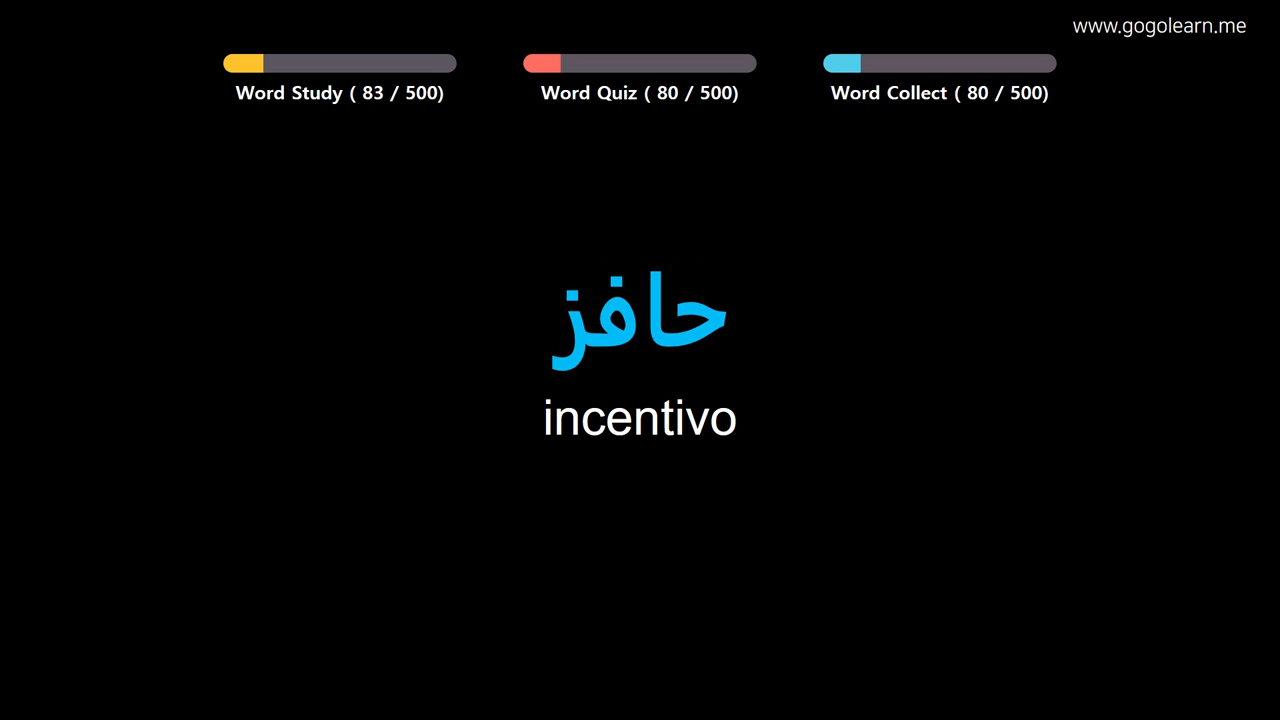 www.gogolearn.me
Word Study ( 83 / 500)
Word Quiz ( 80 / 500)
Word Collect ( 80 / 500)
حافز
incentivo